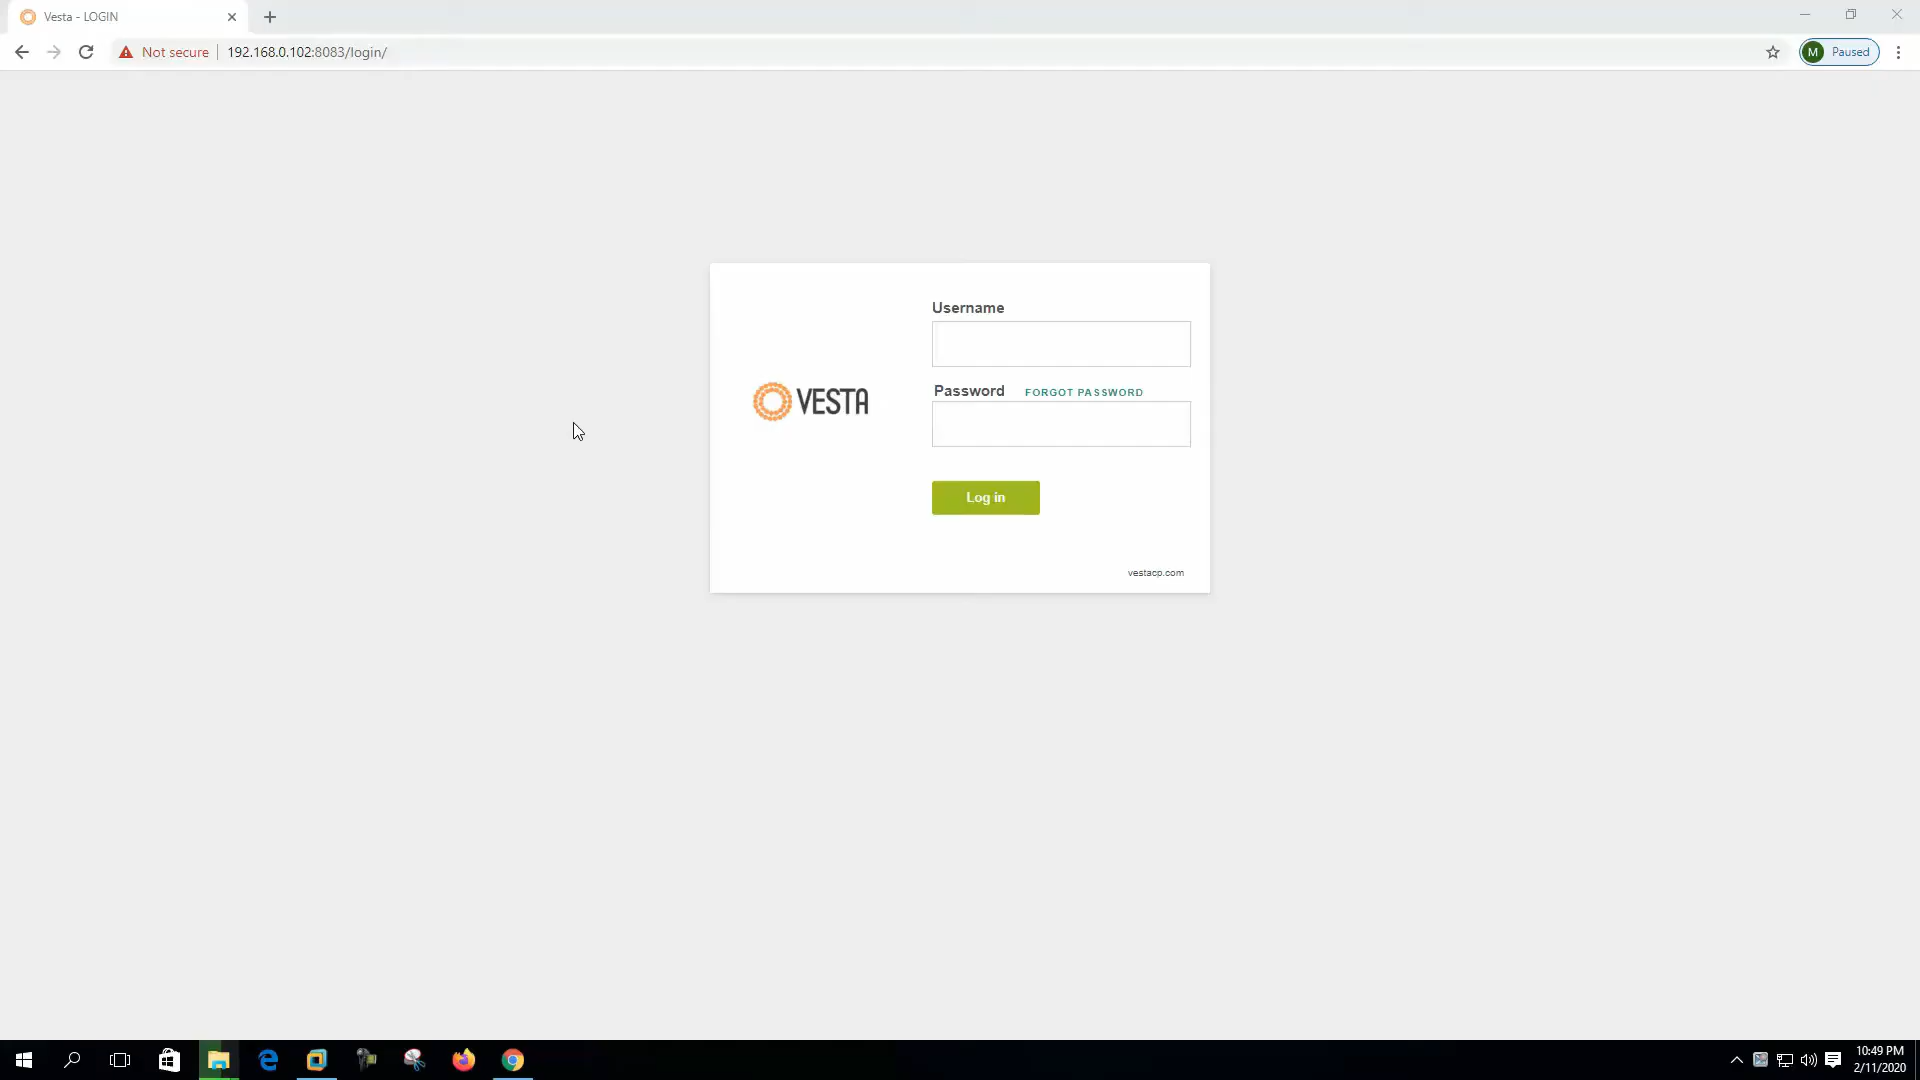 Vesta - LOGIN
Not secure
192.168.0.102:8083/login/
M
Paused
Username
VESTA
Password
FORGOT PASSWORD
Log in
vestacp.com
10:49 PM
2/11/2020